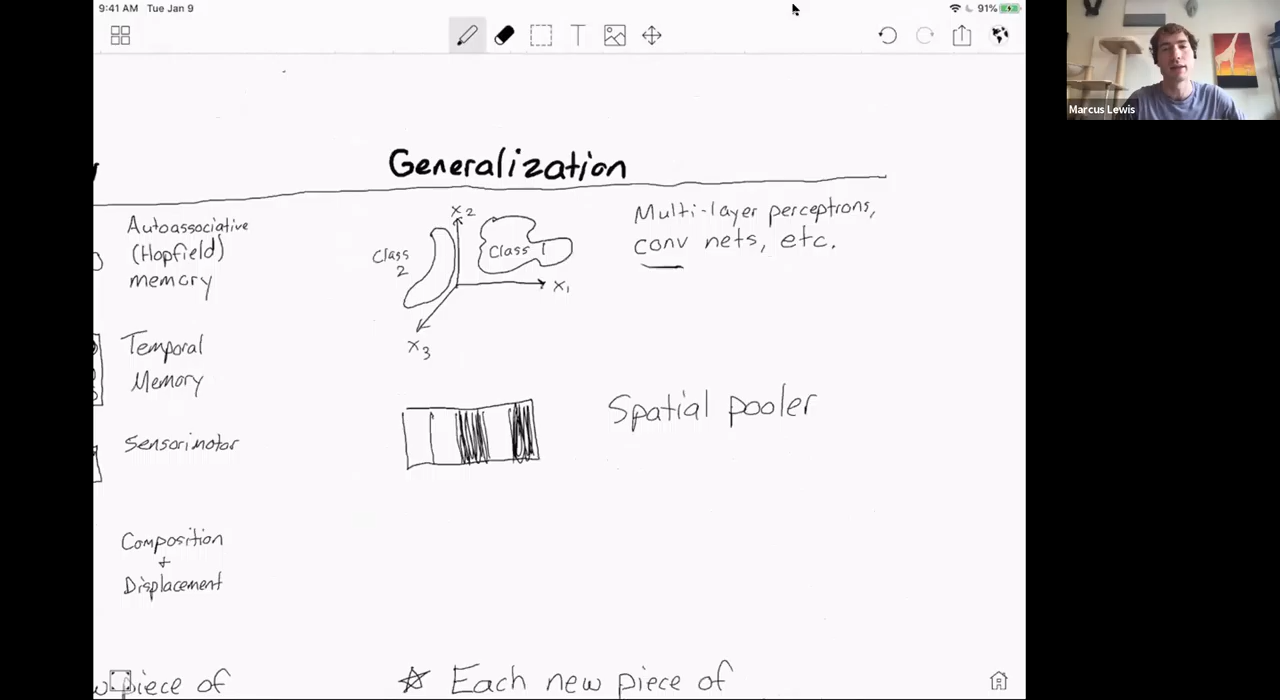 9:41 AM Tue Jan 9
91%
Marcus Lewis
Generalization
Autoassociative
(Hopfield)
memory
Temporal
Memory
Sensorimotor
Composition
+
Displacement
piece of
Class
2
x2
Class 1
x1
x3
Multi-layer perceptrons,
conv nets, etc.
Spatial pooler
☆ Each new piece of